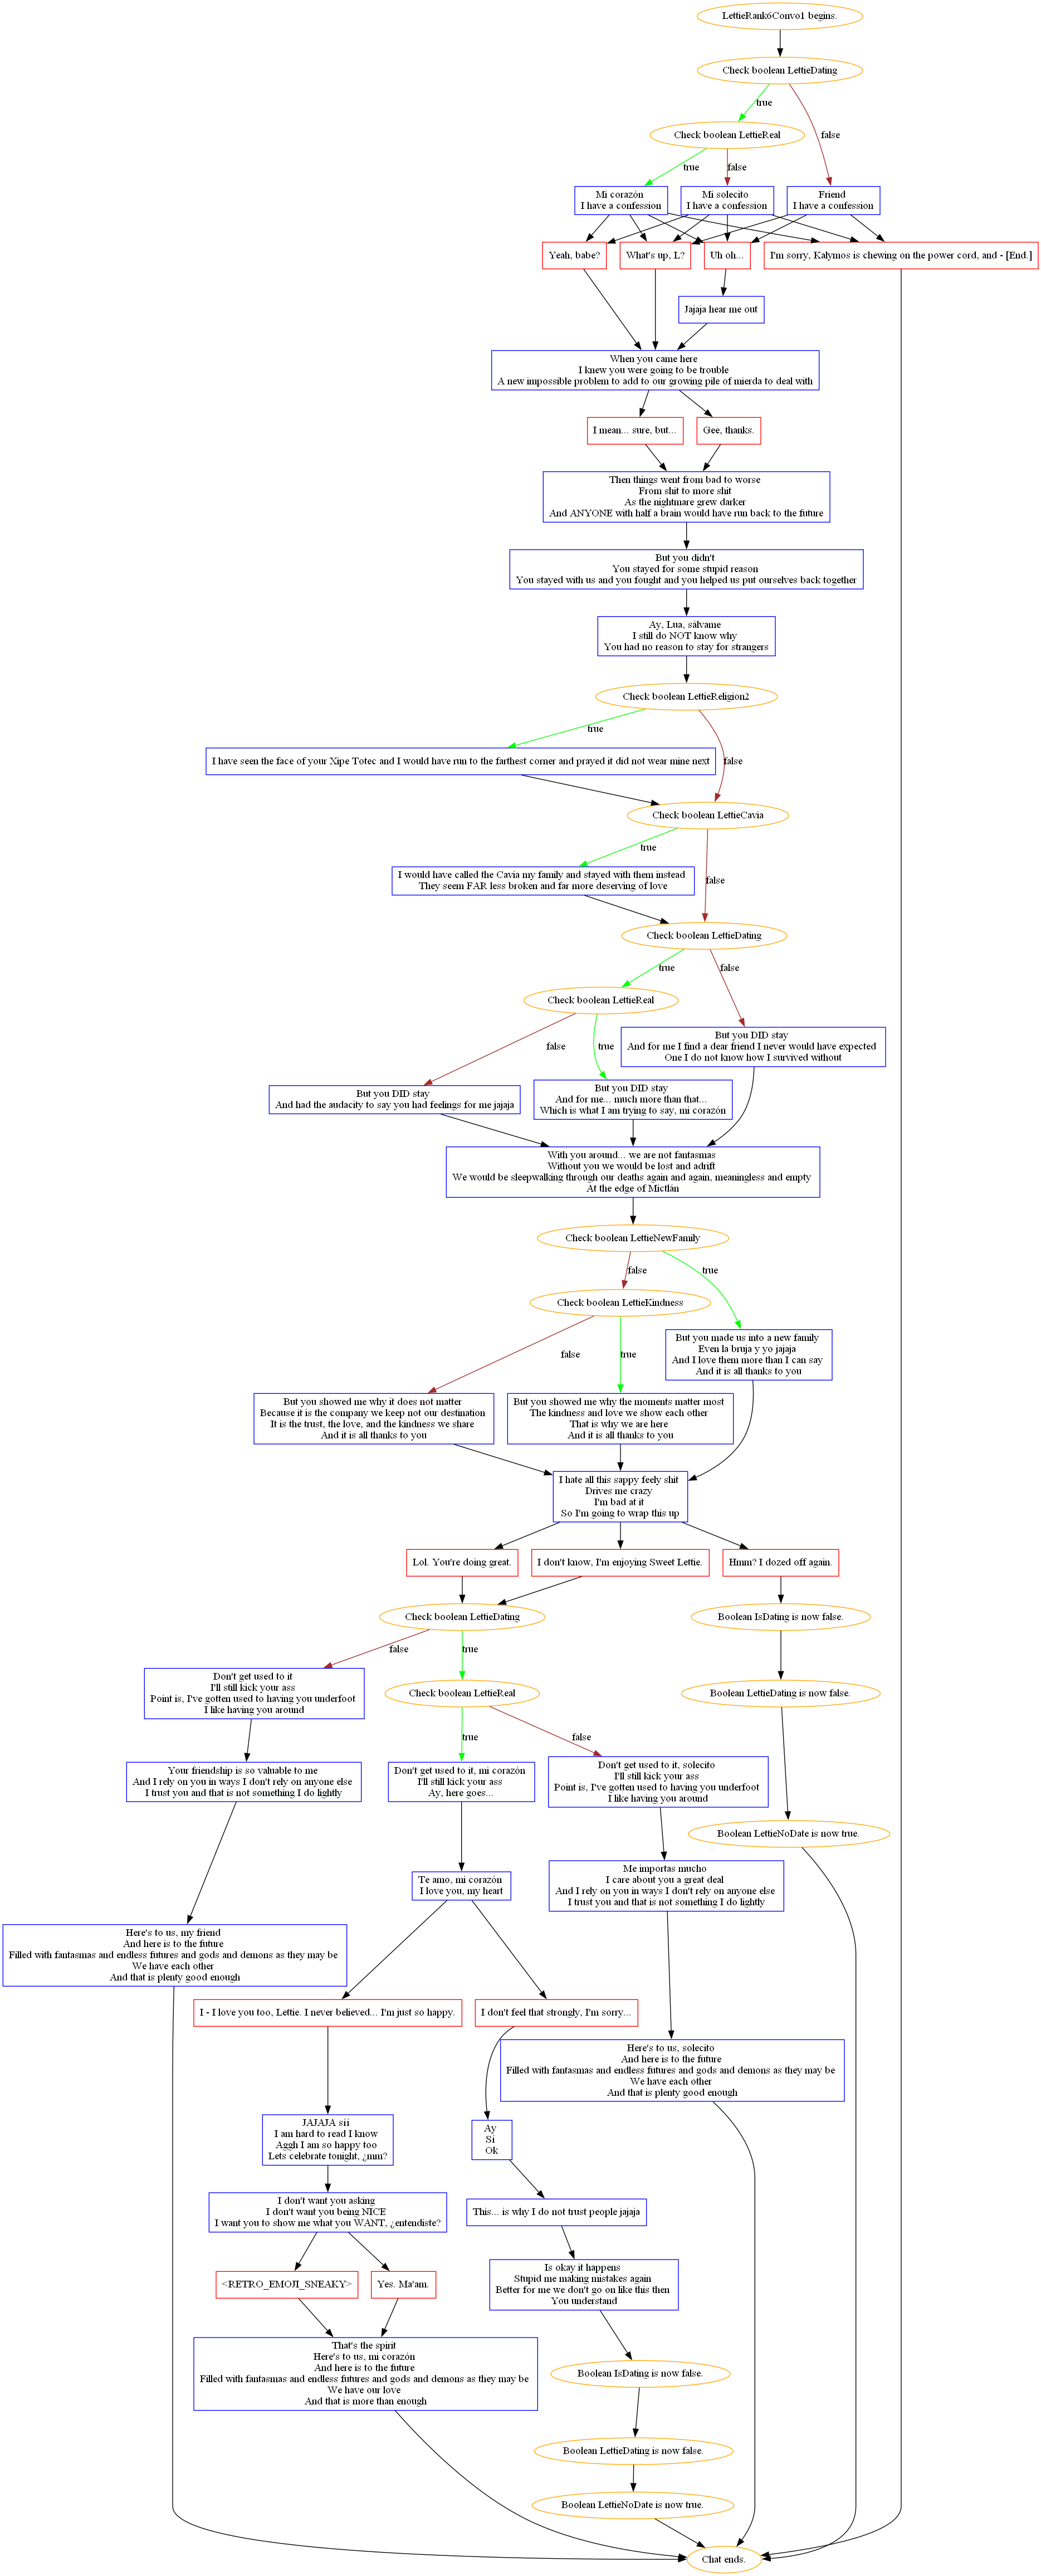 LettieRank6Convo1 begins.
Check boolean LettieDating
true
false
Check boolean LettieReal
true
false
Mi corazón
I have a confession
Mi solecito
I have a confession
Friend
I have a confession
Yeah, babe?
What's up, L?
Uh oh...
I'm sorry, Kalymos is chewing on the power cord, and - [End.]
Jajaja hear me out
When you came here
I knew you were going to be trouble
A new impossible problem to add to our growing pile of mierda to deal with
I mean... sure, but...
Gee, thanks.
Then things went from bad to worse
From shit to more shit
As the nightmare grew darker
And ANYONE with half a brain would have run back to the future
But you didn't
You stayed for some stupid reason
You stayed with us and you fought and you helped us put ourselves back together
Ay, Lua, sálvame
I still do NOT know why
You had no reason to stay for strangers
Check boolean LettieReligion2
true
false
I have seen the face of your Xipe Totec and I would have run to the farthest corner and prayed it did not wear mine next
Check boolean LettieCavia
true
false
I would have called the Cavia my family and stayed with them instead
They seem FAR less broken and far more deserving of love
Check boolean LettieDating
true
false
Check boolean LettieReal
false
true
But you DID stay
And for me I find a dear friend I never would have expected
One I do not know how I survived without
But you DID stay
And had the audacity to say you had feelings for me jajaja
But you DID stay
And for me... much more than that...
Which is what I am trying to say, mi corazón
With you around... we are not fantasmas
Without you we would be lost and adrift
We would be sleepwalking through our deaths again and again, meaningless and empty
At the edge of Mictlán
Check boolean LettieNewFamily
false
true
Check boolean LettieKindness
false
true
But you made us into a new family
Even la bruja y yo jajaja
And I love them more than I can say
And it is all thanks to you
But you showed me why it does not matter
Because it is the company we keep not our destination
It is the trust, the love, and the kindness we share
And it is all thanks to you
But you showed me why the moments matter most
The kindness and love we show each other
That is why we are here
And it is all thanks to you
I hate all this sappy feely shit
Drives me crazy
I'm bad at it
So I'm going to wrap this up
Lol. You're doing great.
I don't know, I'm enjoying Sweet Lettie.
Hmm? I dozed off again.
Check boolean LettieDating
false
true
Boolean IsDating is now false.
Don't get used to it
I'll still kick your ass
Point is, I've gotten used to having you underfoot
I like having you around
Check boolean LettieReal
true
false
Boolean LettieDating is now false.
Your friendship is so valuable to me
And I rely on you in ways I don't rely on anyone else
I trust you and that is not something I do lightly
Don't get used to it, mi corazón
I'll still kick your ass
Ay, here goes...
Don't get used to it, solecito
I'll still kick your ass
Point is, I've gotten used to having you underfoot
I like having you around
Boolean LettieNoDate is now true.
Te amo, mi corazón
I love you, my heart
Me importas mucho
I care about you a great deal
And I rely on you in ways I don't rely on anyone else
I trust you and that is not something I do lightly
Here's to us, my friend
And here is to the future
Filled with fantasmas and endless futures and gods and demons as they may be
We have each other
And that is plenty good enough
I - I love you too, Lettie. I never believed... I'm just so happy.
I don't feel that strongly, I'm sorry...
Here's to us, solecito
And here is to the future
Filled with fantasmas and endless futures and gods and demons as they may be
We have each other
And that is plenty good enough
JAJAJA sii
I am hard to read I know
Aggh I am so happy too
Lets celebrate tonight, ¿mm?
Ay
Sí
Ok
I don't want you asking
I don't want you being NICE
I want you to show me what you WANT, ¿entendiste?
This... is why I do not trust people jajaja
<RETRO_EMOJI_SNEAKY>
Yes. Ma'am.
Is okay it happens
Stupid me making mistakes again
Better for me we don't go on like this then
You understand
That's the spirit
Here's to us, mi corazón
And here is to the future
Filled with fantasmas and endless futures and gods and demons as they may be
We have our love
And that is more than enough
Boolean IsDating is now false.
Boolean LettieDating is now false.
Boolean LettieNoDate is now true.
Chat ends.